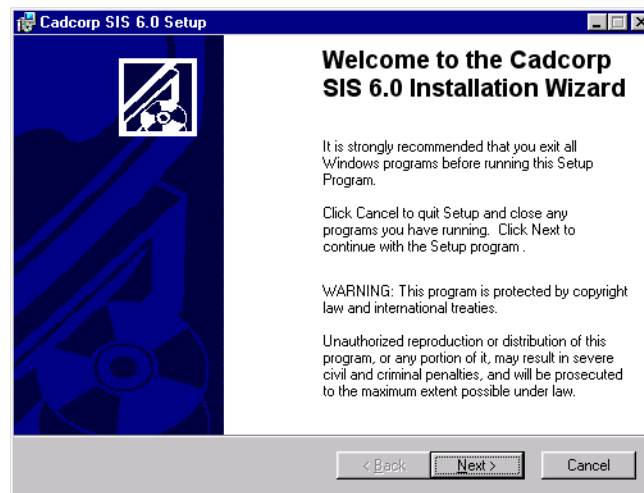 Cadcorp SIS 6.0 Setup
Welcome to the Cadcorp
SIS 6.0 Installation Wizard
It is strongly recommended that you exit all
Windows programs before running this Setup
Program.
Click Cancel to quit Setup and close any
programs you have running. Click Next to
continue with the Setup program .
WARNING: This program is protected by copyright
law and international treaties.
Unauthorized reproduction or distribution of this
program, or any portion of it, may result in severe
civil and criminal penalties, and will be prosecuted
to the maximum extent possible under law.
< Back Next > Cancel